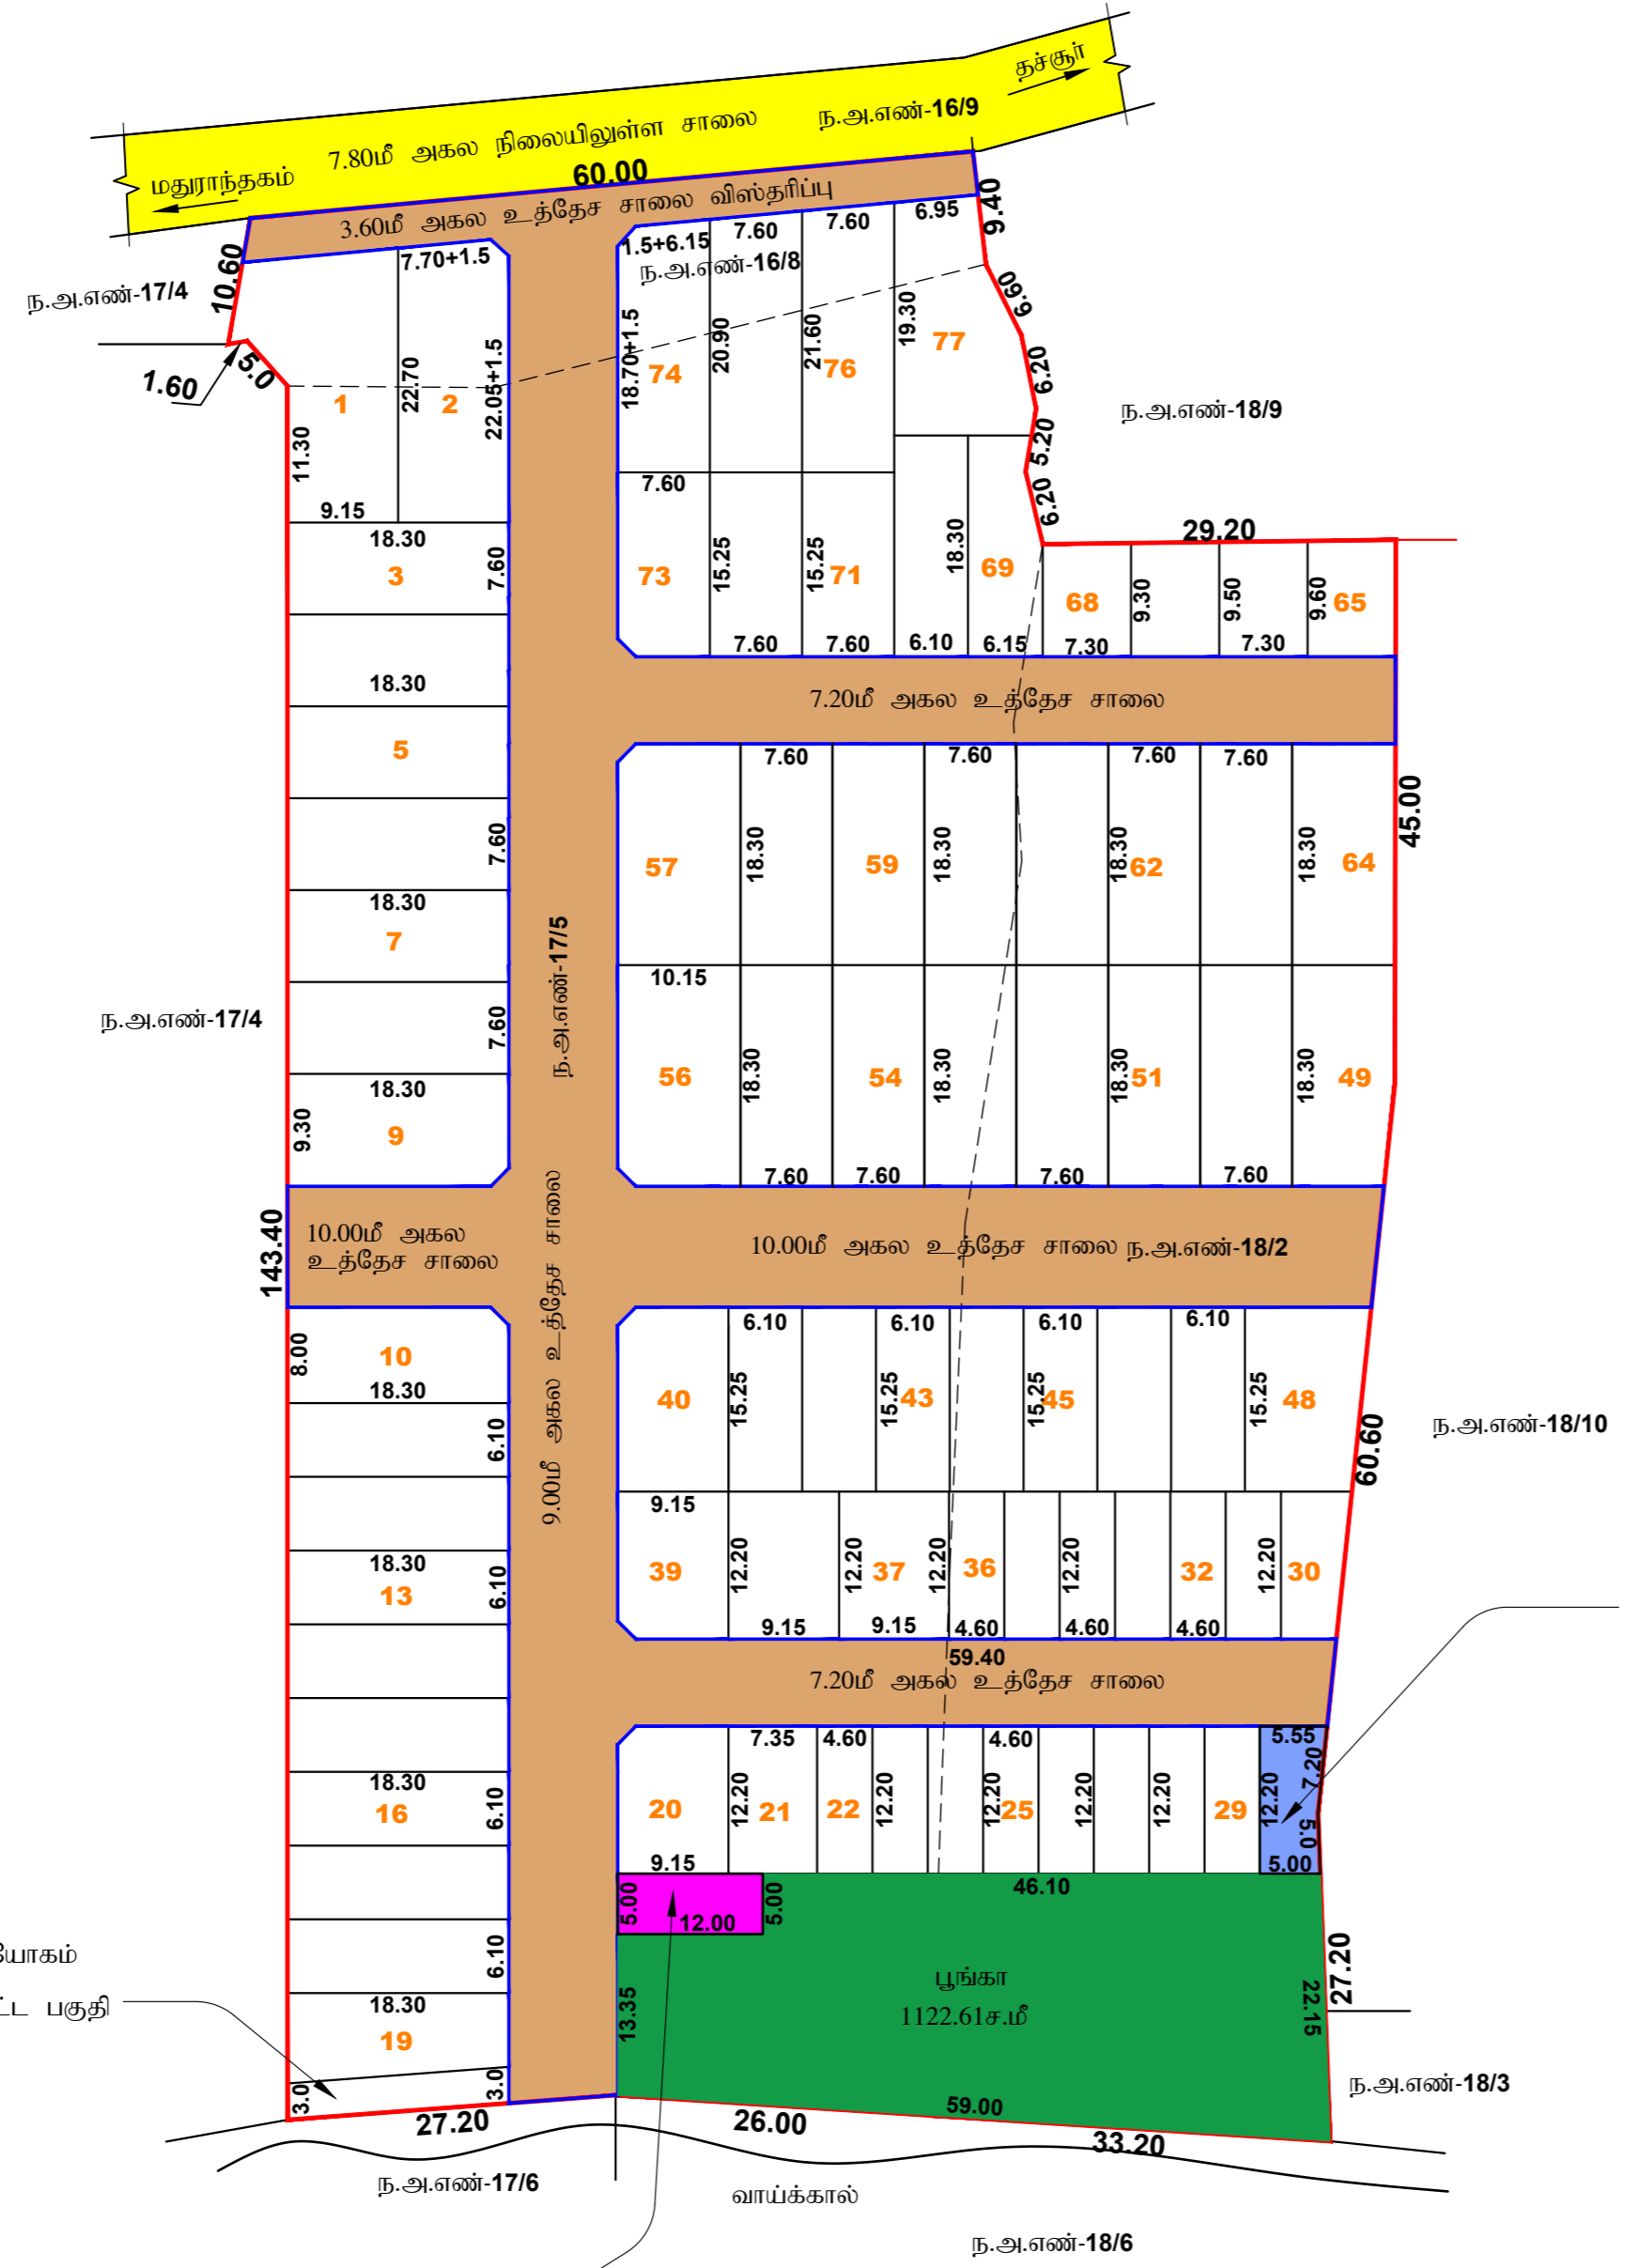 தச்சூர்
7.80மீ அகல நிலையிலுள்ள சாலை ந.அ.எண்-16/9
மதுராந்தகம்
60.00
3.60மீ அகல உத்தேச சாலை விஸ்தரிப்பு
9.40
10.60
ந.அ.எண்-17/4
7.70+1.5
1.5+6.15 7.60 7.60 6.95
ந.அ.எண்-16/8
6.60
5.0
1.60
1 22.70 2 22.05+1.5
18.70+1.5 74 20.90 21.60 76 19.30 77
6.20
ந.அ.எண்-18/9
5.20
11.30
9.15
6.20
18.30
3 7.60
7.60
73 15.25 15.25 71 18.30 69
29.20
68 9.30 9.50 9.60 65
7.60 7.60 6.10 6.15 7.30 7.30
18.30
7.20மீ அகல உத்தேச சாலை
5
7.60 7.60 7.60 7.60
45.00
7.60
57 18.30 59 18.30 18.30 62 18.30 64
18.30
7
ந.அ.எண்-17/5
10.15
ந.அ.எண்-17/4
7.60
56 18.30 54 18.30 18.30 51 18.30 49
18.30
9.30 9
7.60 7.60 7.60 7.60
143.40
10.00மீ அகல
உத்தேச சாலை
9.00மீ அகல உத்தேச சாலை
10.00மீ அகல உத்தேச சாலை ந.அ.எண்-18/2
8.00 10
18.30
6.10 6.10 6.10 6.10
40 15.25 15.25 43 15.25 45 15.25 48
6.10
60.60
ந.அ.எண்-18/10
9.15
18.30
13 6.10
39 12.20 12.20 37 12.20 36 12.20 32 12.20 30
9.15 9.15 4.60 4.60 4.60
59.40
7.20மீ அகல உத்தேச சாலை
7.35 4.60 4.60 5.55
7.20
18.30
16 6.10
20 12.20 21 22 12.20 12.20 25 12.20 12.20 29 12.20
5.0
9.15 5.00
46.10
5.00 12.00 5.00
யோகம்
6.10
27.20
பூங்கா
1122.61ச.மீ
பகுதி
18.30
19
13.35
22.15
ந.அ.எண்-18/3
3.0 3.0
27.20
59.00
26.00
33.20
ந.அ.எண்-17/6
வாய்க்கால்
ந.அ.எண்-18/6